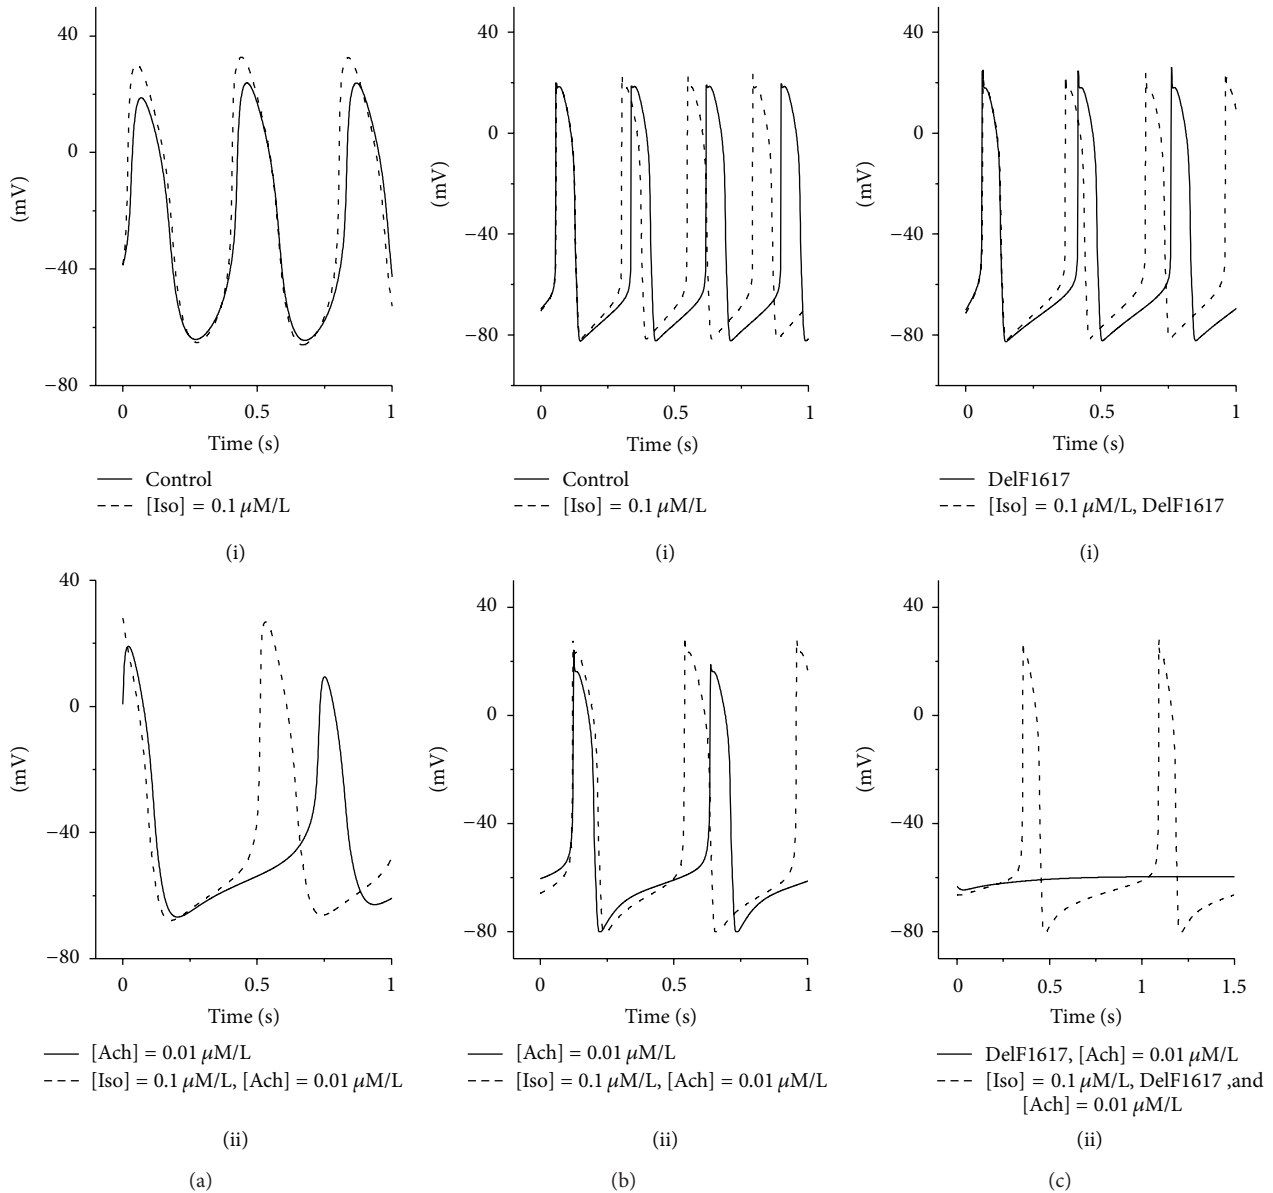 40
20
0
−40
−80
(mV)
0
0.5
1
Time (s)
Control
[Iso] = 0.1 μM/L
(i)
40
0
−40
−80
(mV)
0
0.5
1
Time (s)
Control
[Iso] = 0.1 μM/L
(i)
40
0
−40
−80
(mV)
0
0.5
1
Time (s)
DelF1617
[Iso] = 0.1 μM/L, DelF1617
(i)
40
0
−40
−80
(mV)
0
0.5
1
Time (s)
[Ach] = 0.01 μM/L
[Iso] = 0.1 μM/L, [Ach] = 0.01 μM/L
(ii)
40
0
−40
−80
(mV)
0
0.5
1
Time (s)
[Ach] = 0.01 μM/L
[Iso] = 0.1 μM/L, [Ach] = 0.01 μM/L
(ii)
40
0
−40
−80
(mV)
0
0.5
1
1.5
Time (s)
DelF1617, [Ach] = 0.01 μM/L
[Iso] = 0.1 μM/L, DelF1617 ,and
[Ach] = 0.01 μM/L
(ii)
(a)
(b)
(c)